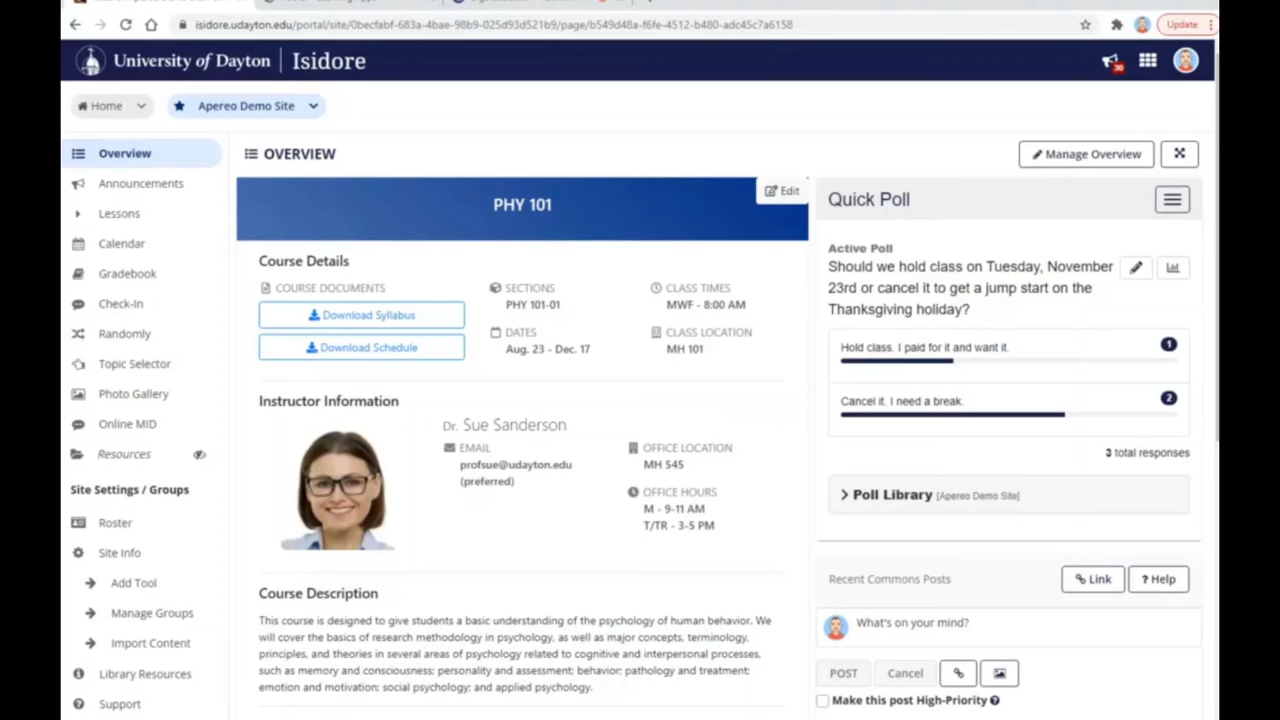 isidore.udayton.edu/portal/site/0becfabf-683a-4bae-98b9-025d93d521b9/page/b549d48a-f6fe-4512-b480-adc45c7a6158
Update
University of Dayton | Isidore
30
Home
Apereo Demo Site
Overview
Announcements
Lessons
Calendar
Gradebook
Check-In
Randomly
Topic Selector
Photo Gallery
Online MID
Resources
Site Settings / Groups
Roster
Site Info
Add Tool
Manage Groups
Import Content
Library Resources
Support
OVERVIEW
Manage Overview
PHY 101
Edit
Course Details
COURSE DOCUMENTS
Download Syllabus
Download Schedule
SECTIONS
PHY 101-01
DATES
Aug. 23 - Dec. 17
CLASS TIMES
MWF - 8:00 AM
CLASS LOCATION
MH 101
Instructor Information
Dr. Sue Sanderson
EMAIL
profsue@udayton.edu
(preferred)
OFFICE LOCATION
MH 545
OFFICE HOURS
M - 9-11 AM
T/TR - 3-5 PM
Course Description
This course is designed to give students a basic understanding of the psychology of human behavior. We
will cover the basics of research methodology in psychology, as well as major concepts, terminology,
principles, and theories in several areas of psychology related to cognitive and interpersonal processes,
such as memory and consciousness; personality and assessment; behavior; pathology and treatment;
emotion and motivation; social psychology; and applied psychology.
Quick Poll
Active Poll
Should we hold class on Tuesday, November
23rd or cancel it to get a jump start on the
Thanksgiving holiday?
Hold class. I paid for it and want it.
1
Cancel it. I need a break.
2
3 total responses
Poll Library [Apereo Demo Site]
Recent Commons Posts
Link
? Help
What's on your mind?
POST
Cancel
Make this post High-Priority